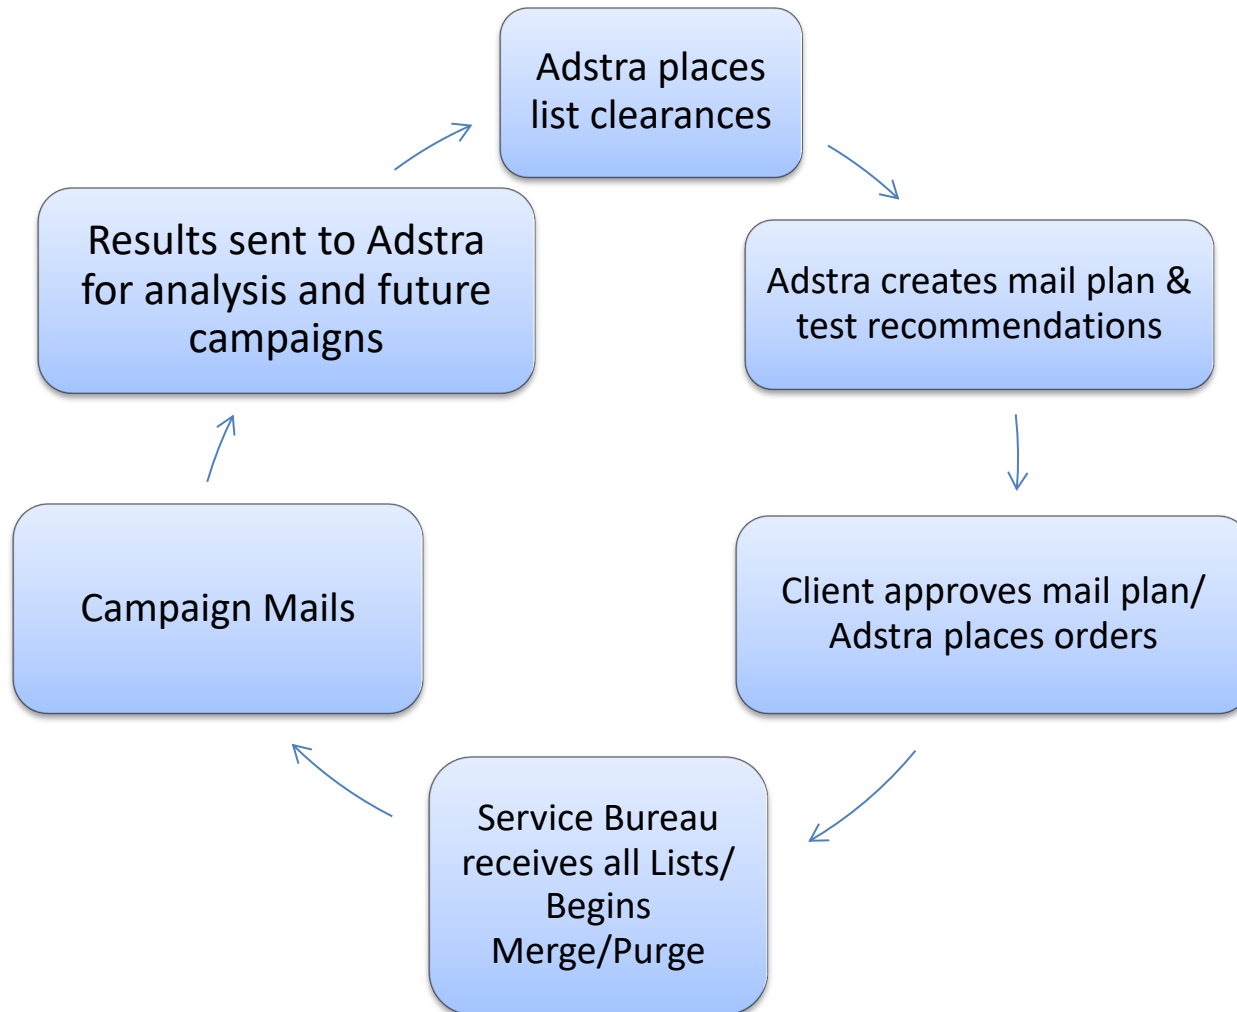 Adstra places
list clearances
Adstra creates mail plan &
test recommendations
Client approves mail plan/
Adstra places orders
Service Bureau
receives all Lists/
Begins
Merge/Purge
Campaign Mails
Results sent to Adstra
for analysis and future
campaigns